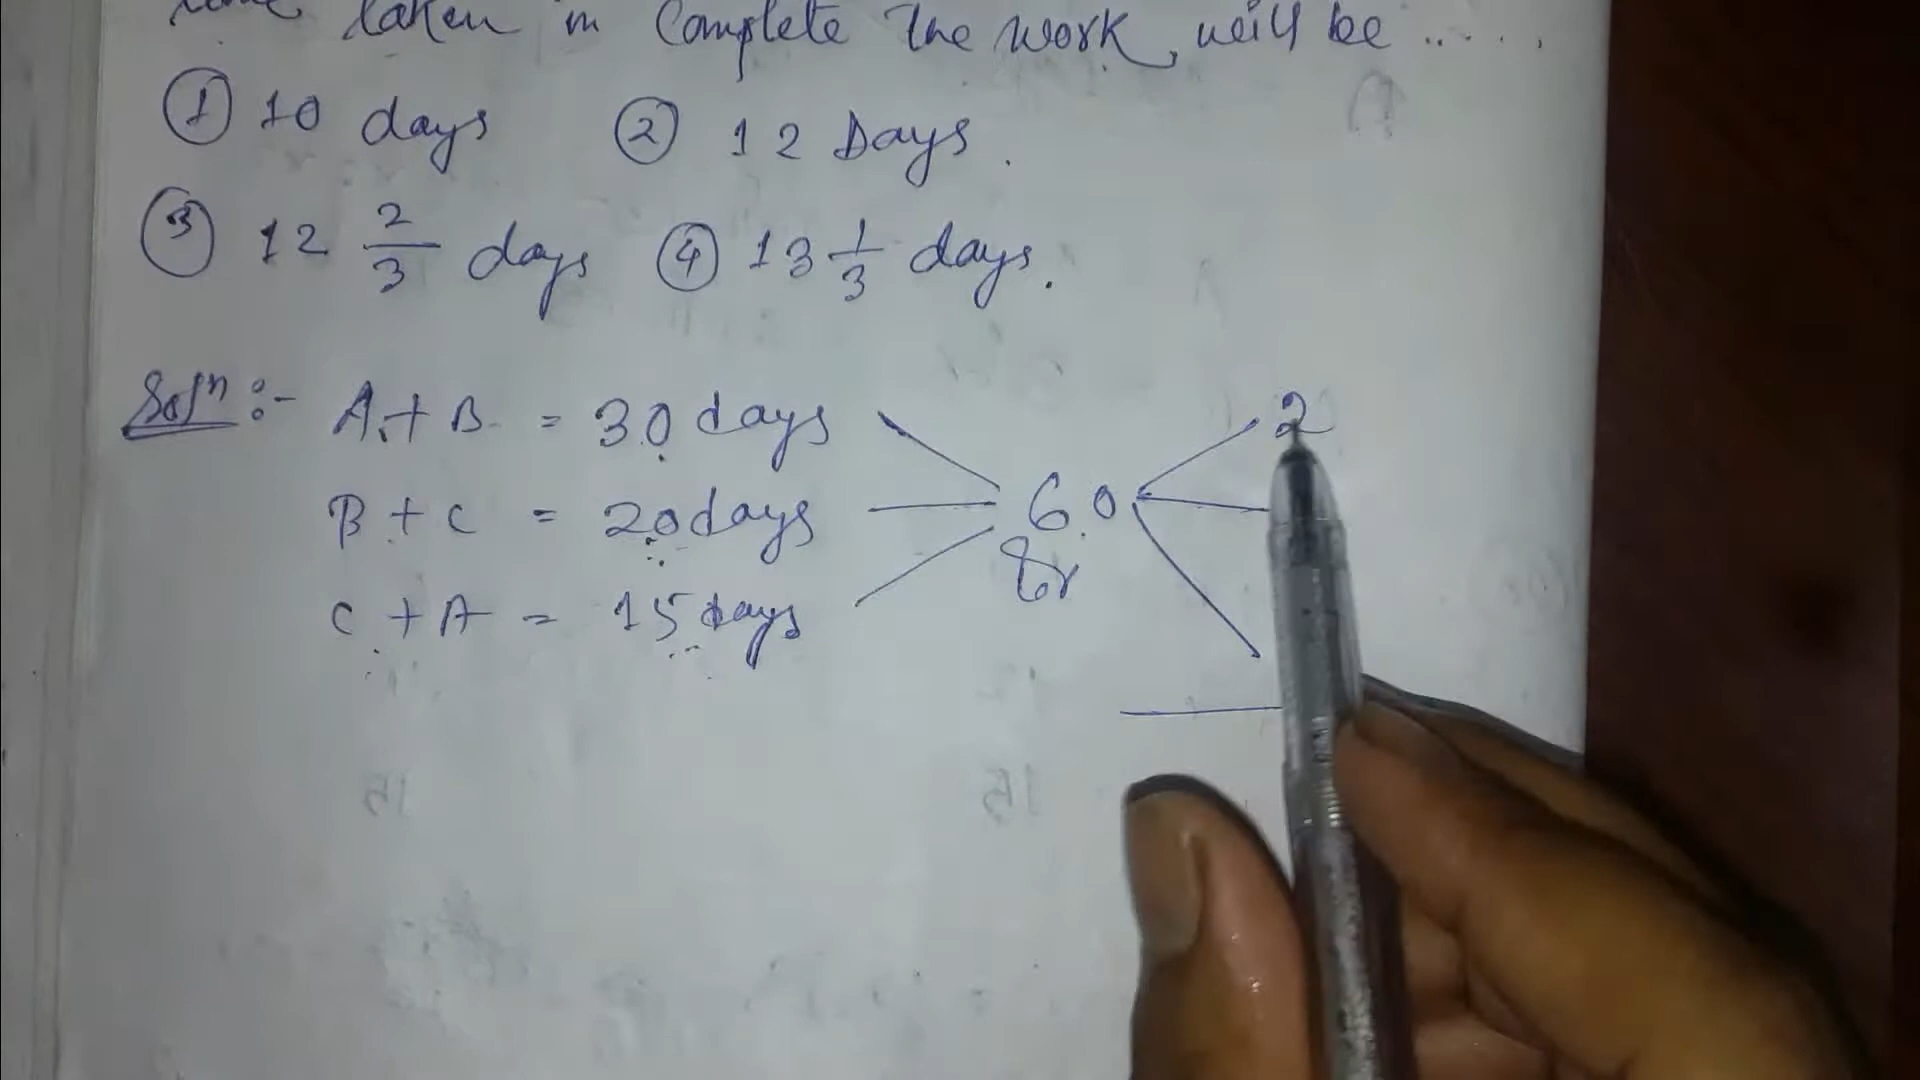 taken in Complete The work, will be .....
① 10 days ② 12 Days.
③ 12 2/3 days ④ 13 1/3 days.
Solⁿ :- A + B = 30 days 60 2
B + C = 20 days
C + A = 15 days